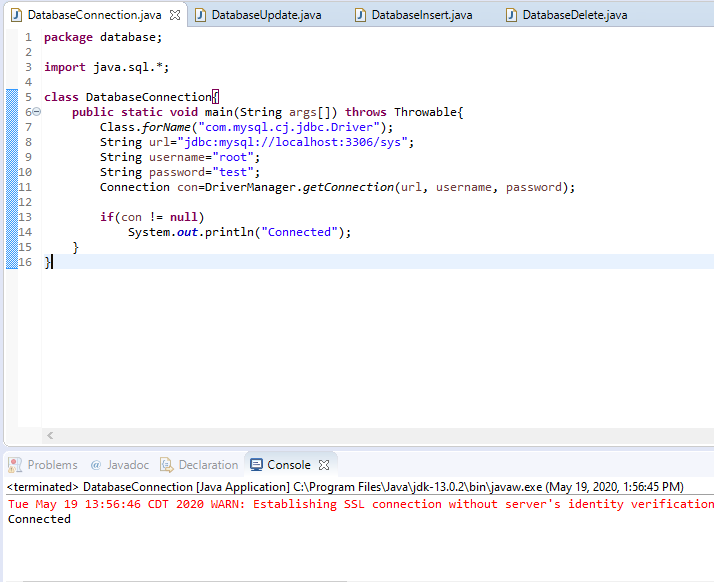 DatabaseConnection.java DatabaseUpdate.java DatabaseInsert.java DatabaseDelete.java
1 package database;
2
3 import java.sql.*;
4
5 class DatabaseConnection{
6 public static void main(String args[]) throws Throwable{
7 Class.forName("com.mysql.cj.jdbc.Driver");
8 String url="jdbc:mysql://localhost:3306/sys";
9 String username="root";
10 String password="test";
11 Connection con=DriverManager.getConnection(url, username, password);
12
13 if(con != null)
14 System.out.println("Connected");
15 }
16 }
Problems @ Javadoc Declaration Console
<terminated> DatabaseConnection [Java Application] C:\Program Files\Java\jdk-13.0.2\bin\javaw.exe (May 19, 2020, 1:56:45 PM)
Tue May 19 13:56:46 CDT 2020 WARN: Establishing SSL connection without server's identity verification
Connected